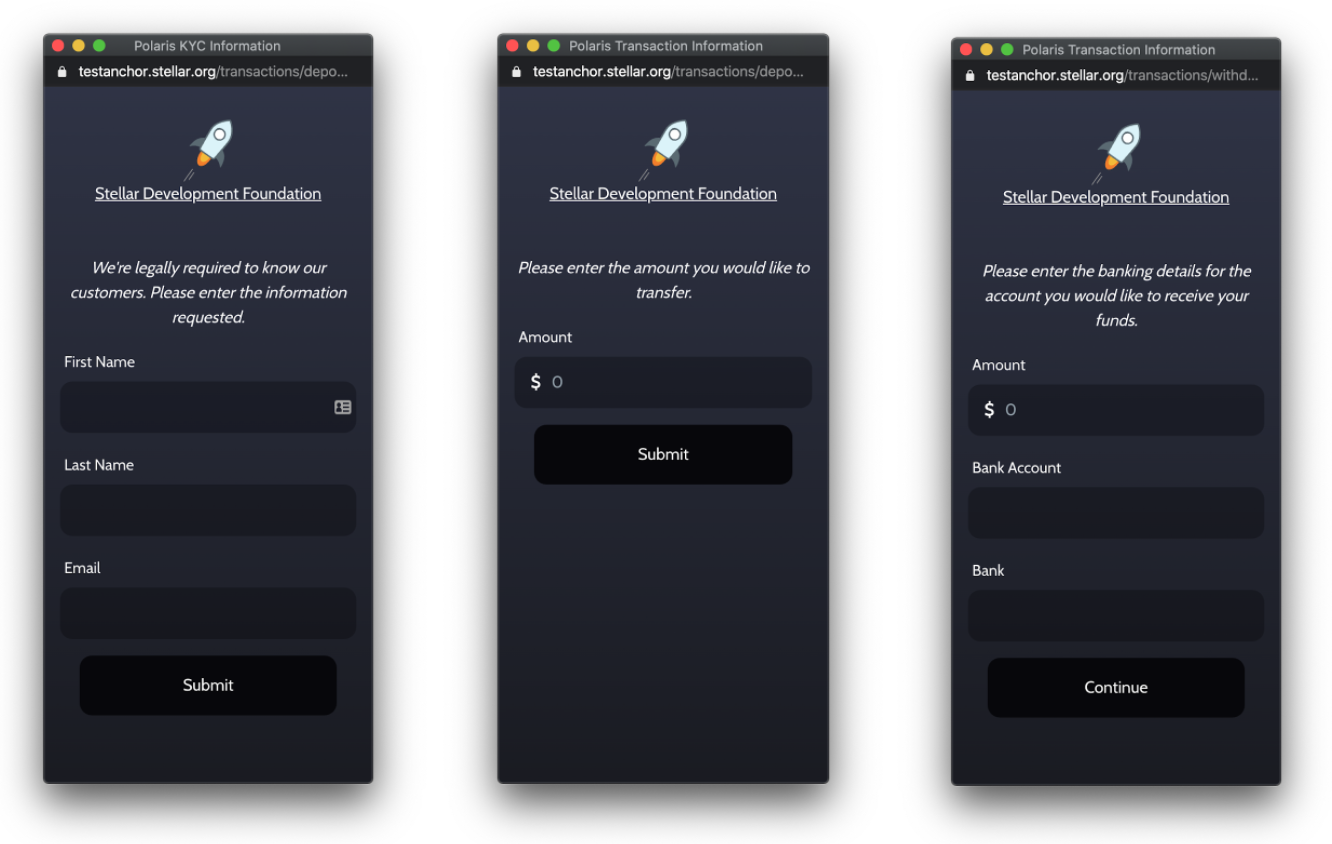 Polaris KYC Information
testanchor.stellar.org/transactions/depo...
Stellar Development Foundation
We're legally required to know our
customers. Please enter the information
requested.
First Name
Last Name
Email
Submit
Polaris Transaction Information
testanchor.stellar.org/transactions/depo...
Stellar Development Foundation
Please enter the amount you would like to
transfer.
Amount
$ 0
Submit
Polaris Transaction Information
testanchor.stellar.org/transactions/withd...
Stellar Development Foundation
Please enter the banking details for the
account you would like to receive your
funds.
Amount
$ 0
Bank Account
Bank
Continue